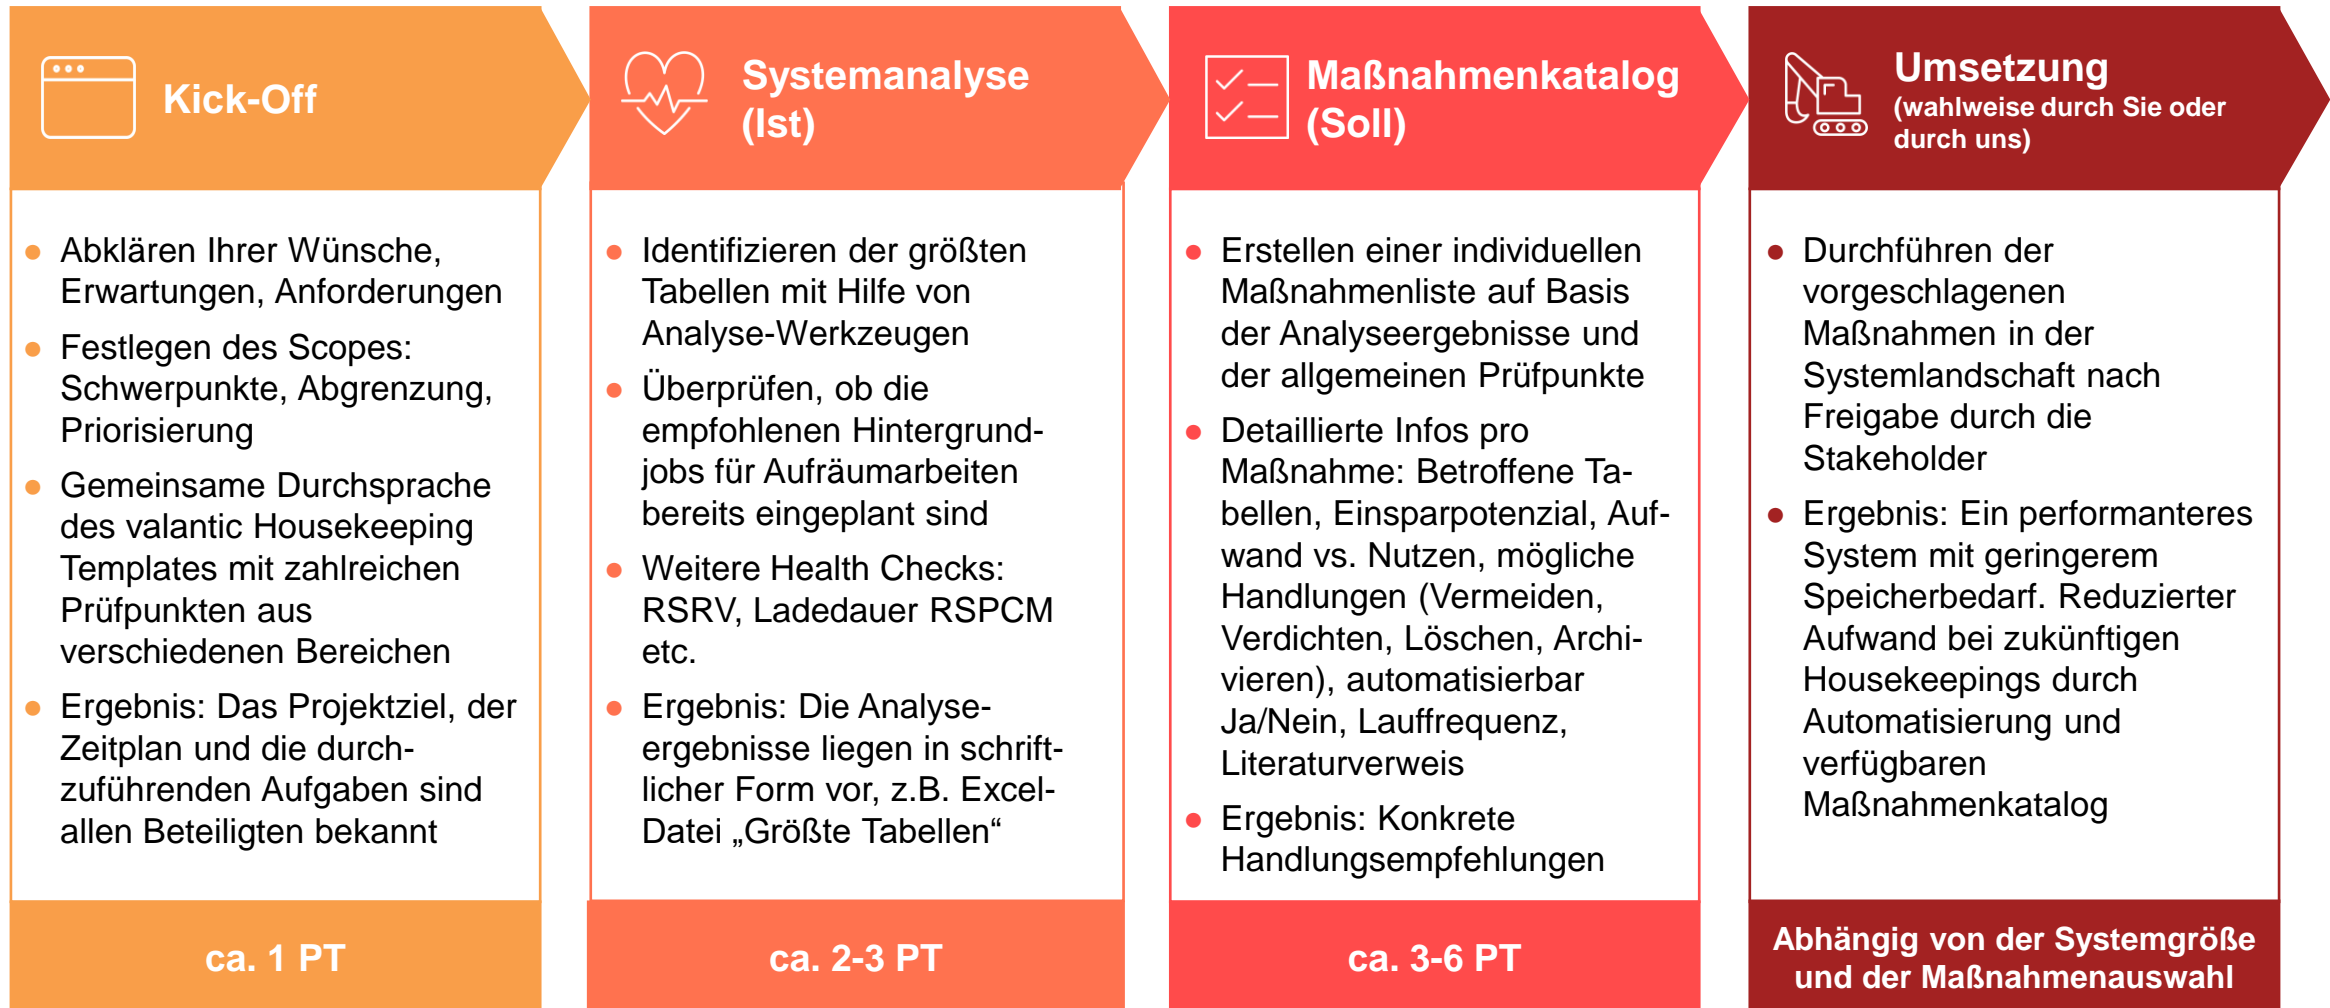 Kick-Off
Abklären Ihrer Wünsche,
Erwartungen, Anforderungen
Festlegen des Scopes:
Schwerpunkte, Abgrenzung,
Priorisierung
Gemeinsame Durchsprache
des valantic Housekeeping
Templates mit zahlreichen
Prüfpunkten aus
verschiedenen Bereichen
Ergebnis: Das Projektziel, der
Zeitplan und die durch-
zuführenden Aufgaben sind
allen Beteiligten bekannt
ca. 1 PT
Systemanalyse
(Ist)
Identifizieren der größten
Tabellen mit Hilfe von
Analyse-Werkzeugen
Überprüfen, ob die
empfohlenen Hintergrund-
jobs für Aufräumarbeiten
bereits eingeplant sind
Weitere Health Checks:
RSRV, Ladedauer RSPCM
etc.
Ergebnis: Die Analyse-
ergebnisse liegen in schrift-
licher Form vor, z.B. Excel-
Datei „Größte Tabellen“
ca. 2-3 PT
Maßnahmenkatalog
(Soll)
Erstellen einer individuellen
Maßnahmenliste auf Basis
der Analyseergebnisse und
der allgemeinen Prüfpunkte
Detaillierte Infos pro
Maßnahme: Betroffene Ta-
bellen, Einsparpotenzial, Auf-
wand vs. Nutzen, mögliche
Handlungen (Vermeiden,
Verdichten, Löschen, Archi-
vieren), automatisierbar
Ja/Nein, Lauffrequenz,
Literaturverweis
Ergebnis: Konkrete
Handlungsempfehlungen
ca. 3-6 PT
Umsetzung
(wahlweise durch Sie oder
durch uns)
Durchführen der
vorgeschlagenen
Maßnahmen in der
Systemlandschaft nach
Freigabe durch die
Stakeholder
Ergebnis: Ein performanteres
System mit geringerem
Speicherbedarf. Reduzierter
Aufwand bei zukünftigen
Housekeepings durch
Automatisierung und
verfügbaren
Maßnahmenkatalog
Abhängig von der Systemgröße
und der Maßnahmenauswahl